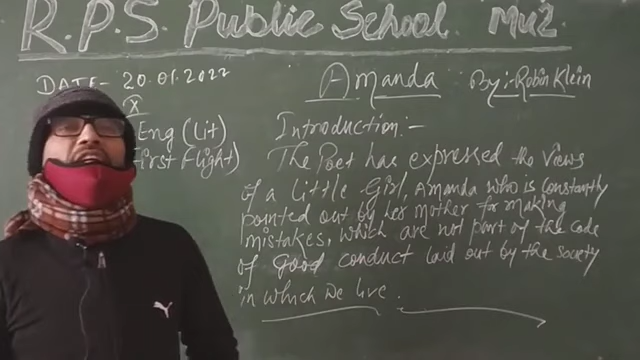 R.P.S. Public School Muz.
DATE- 20.01.2022 Amanda By:- Robin Klein
X
Eng (Lit) Introduction:-
First Flight) The Poet has expressed the views
of a little Girl, Amanda who is constantly
pointed out by her mother for making
mistakes, which are not part of the code
of good conduct laid out by the society
in which we live.